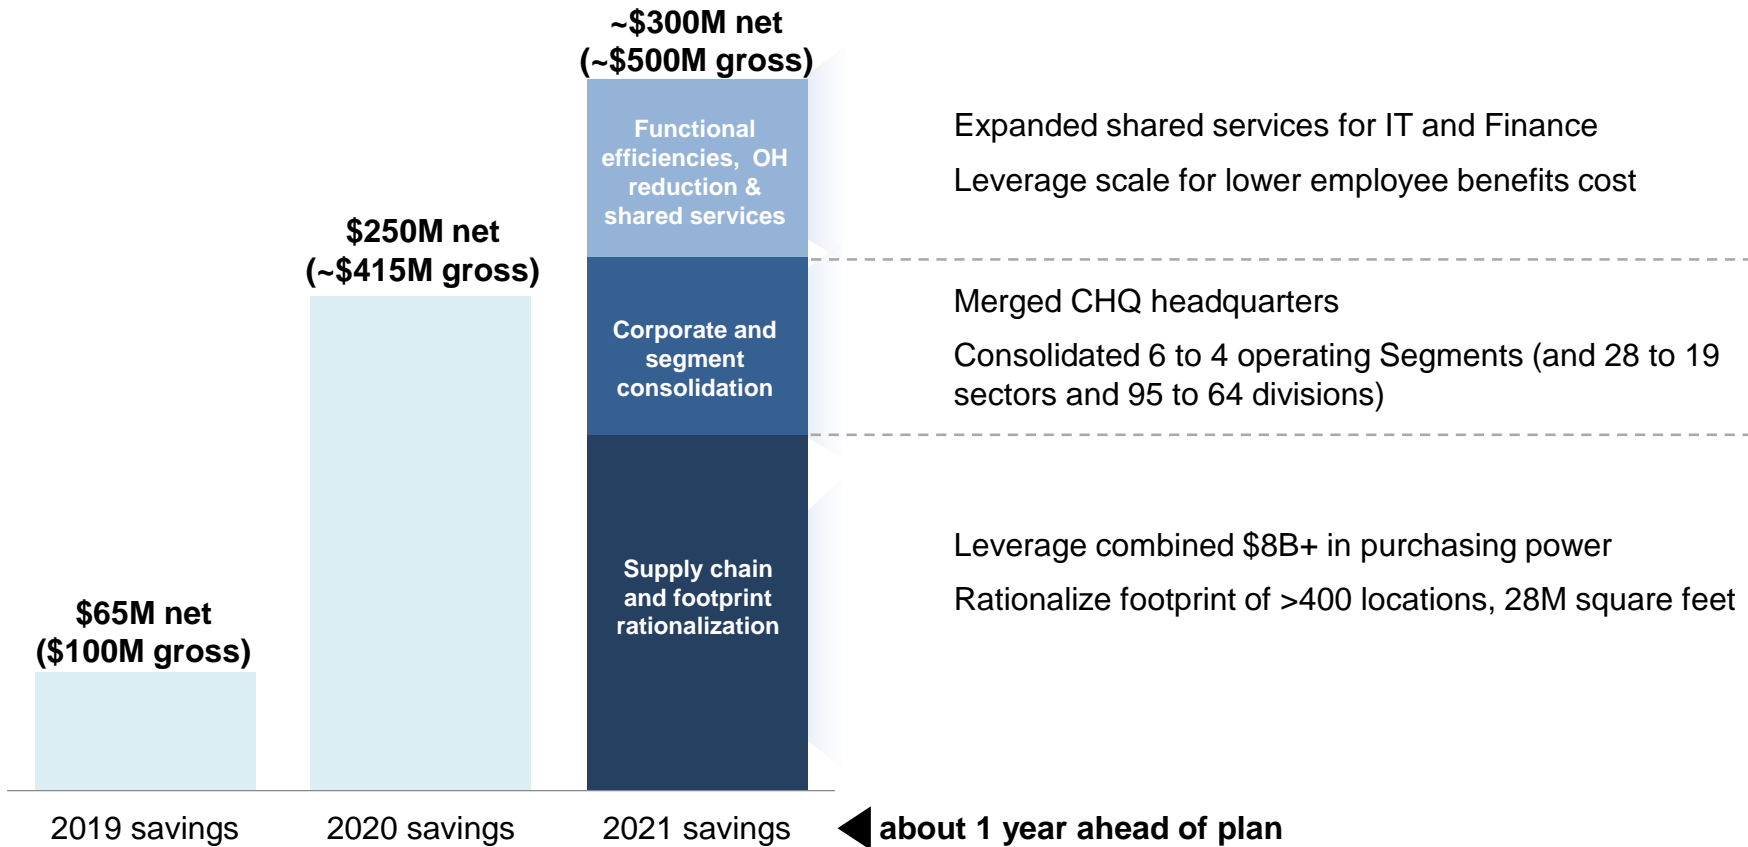 ~$300M net
(~$500M gross)
Functional
efficiencies, OH
reduction &
shared services
Expanded shared services for IT and Finance
Leverage scale for lower employee benefits cost
$250M net
(~$415M gross)
Corporate and
segment
consolidation
Merged CHQ headquarters
Consolidated 6 to 4 operating Segments (and 28 to 19
sectors and 95 to 64 divisions)
$65M net
($100M gross)
Supply chain
and footprint
rationalization
Leverage combined $8B+ in purchasing power
Rationalize footprint of >400 locations, 28M square feet
2019 savings
2020 savings
2021 savings
about 1 year ahead of plan